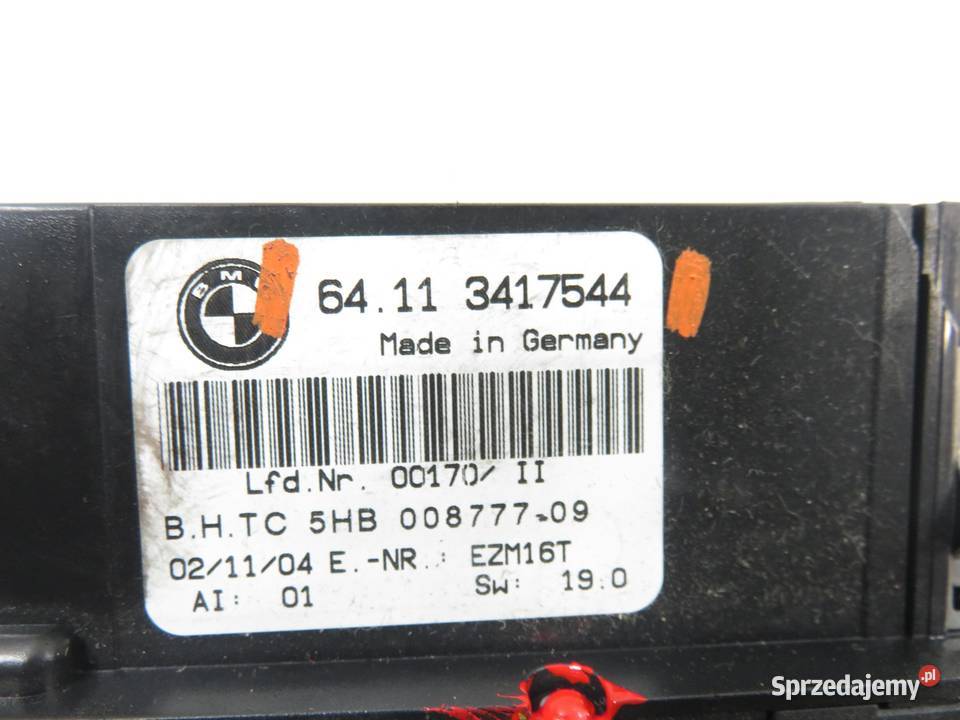 BM
64.11 3417544
Made in Germany
Lfd.Nr. 00170/ II
B.H.TC 5HB 008777-09
02/11/04 E.-NR.: EZM16T
AI: 01 Sw: 19.0
Sprzedajemy.pl